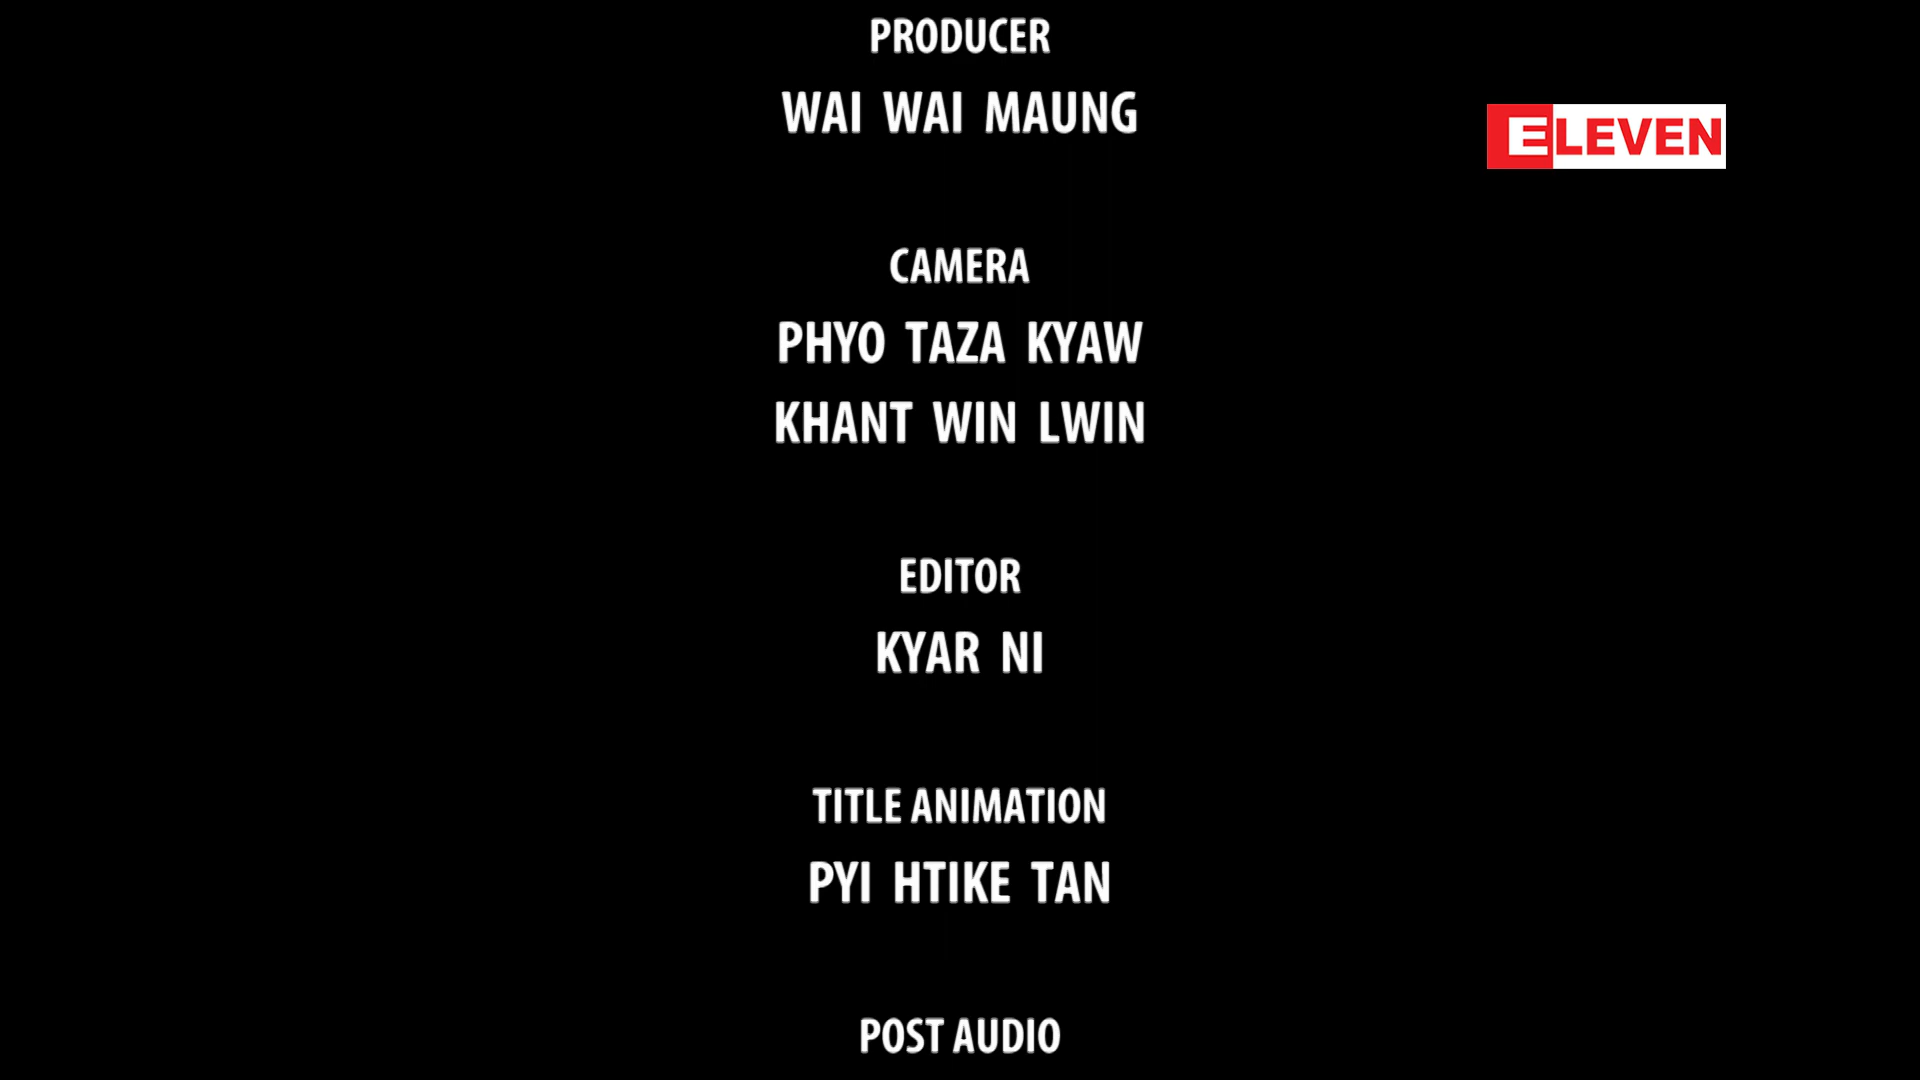 PRODUCER
WAI WAI MAUNG
ELEVEN
CAMERA
PHYO TAZA KYAW
KHANT WIN LWIN
EDITOR
KYAR NI
TITLE ANIMATION
PYI HTIKE TAN
POST AUDIO